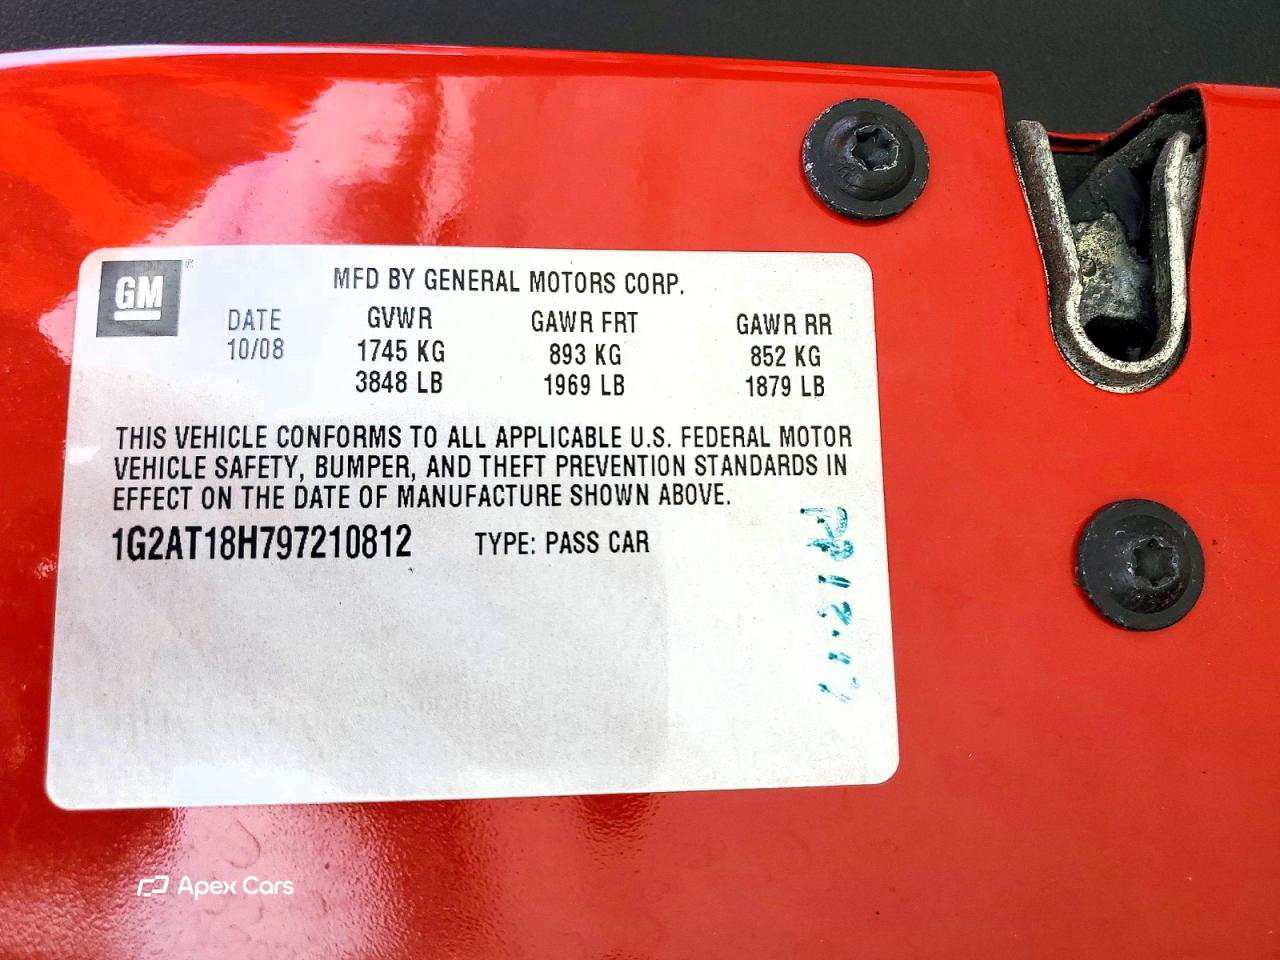 GM®
MFD BY GENERAL MOTORS CORP.
DATE GVWR GAWR FRT GAWR RR
10/08 1745 KG 893 KG 852 KG
3848 LB 1969 LB 1879 LB
THIS VEHICLE CONFORMS TO ALL APPLICABLE U.S. FEDERAL MOTOR
VEHICLE SAFETY, BUMPER, AND THEFT PREVENTION STANDARDS IN
EFFECT ON THE DATE OF MANUFACTURE SHOWN ABOVE.
1G2AT18H797210812 TYPE: PASS CAR
Apex Cars